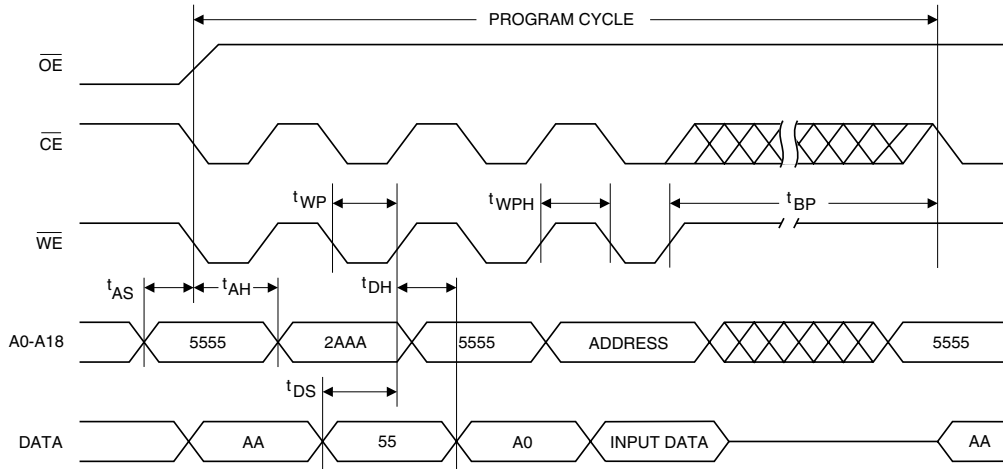 PROGRAM CYCLE
OE
CE
tWP
tWPH
tBP
WE
tAS
tAH
tDH
A0-A18
5555
2AAA
5555
ADDRESS
5555
tDS
DATA
AA
55
A0
INPUT DATA
AA